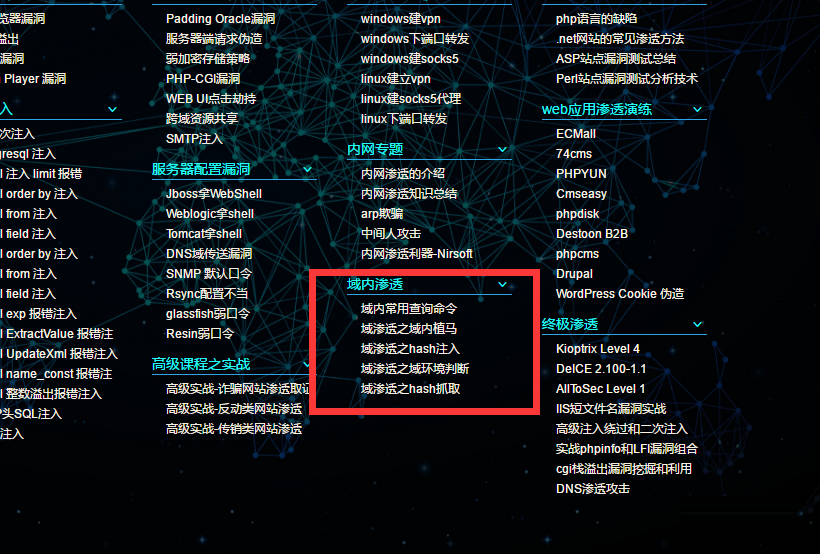 览器漏洞
溢出
漏洞
Player 漏洞
入
次注入
gresql 注入
l 注入 limit 报错
l order by 注入
l from 注入
l field 注入
l order by 注入
l from 注入
l field 注入
l exp 报错注入
l ExtractValue 报错注
l UpdateXml 报错注入
l name_const 报错注
l 整数溢出报错注入
P头SQL注入
注入
Padding Oracle漏洞
服务器端请求伪造
弱加密存储策略
PHP-CGI漏洞
WEB UI点击劫持
跨域资源共享
SMTP注入
服务器配置漏洞
Jboss拿WebShell
Weblogic拿shell
Tomcat拿shell
DNS域传送漏洞
SNMP 默认口令
Rsync配置不当
glassfish弱口令
Resin弱口令
高级课程之实战
高级实战-诈骗网站渗透取证
高级实战-反动类网站渗透
高级实战-传销类网站渗透
windows建vpn
windows下端口转发
windows建socks5
linux建立vpn
linux建socks5代理
linux下端口转发
内网专题
内网渗透的介绍
内网渗透知识总结
arp欺骗
中间人攻击
内网渗透利器-Nirsoft
域内渗透
域内常用查询命令
域渗透之域内植马
域渗透之hash注入
域渗透之域环境判断
域渗透之hash抓取
php语言的缺陷
.net网站的常见渗透方法
ASP站点漏洞测试总结
Perl站点漏洞测试分析技术
web应用渗透演练
ECMall
74cms
PHPYUN
Cmseasy
phpdisk
Destoon B2B
phpcms
Drupal
WordPress Cookie 伪造
终极渗透
Kioptrix Level 4
DeICE 2.100-1.1
AllToSec Level 1
IIS短文件名漏洞实战
高级注入绕过和二次注入
实战phpinfo和LFI漏洞组合
cgi栈溢出漏洞挖掘和利用
DNS渗透攻击